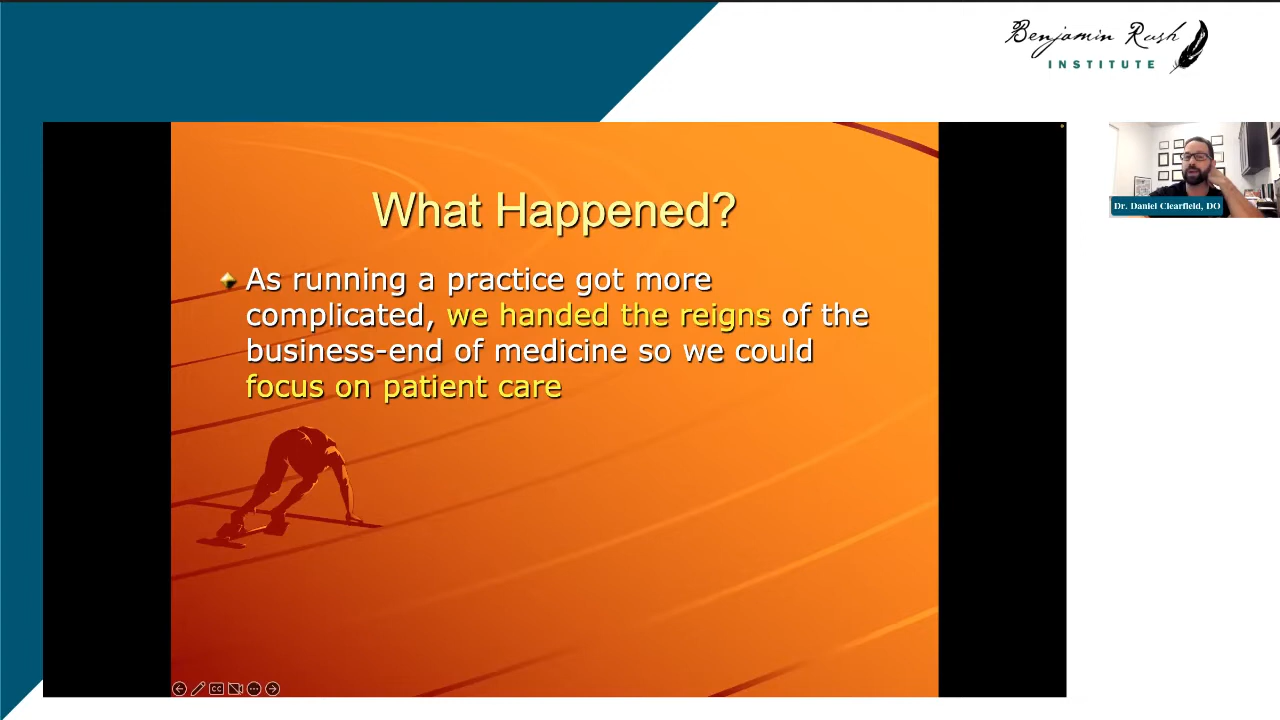 Benjamin Rush
INSTITUTE
What Happened?
As running a practice got more
complicated, we handed the reigns of the
business-end of medicine so we could
focus on patient care
Dr. Daniel Clearfield, DO
CC